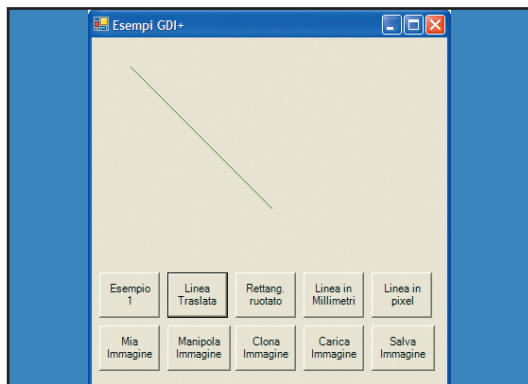 Esempi GDI+
Esempio
1
Linea
Traslata
Rettang.
ruotato
Linea in
Millimetri
Linea in
pixel
Mia
Immagine
Manipola
Immagine
Clona
Immagine
Carica
Immagine
Salva
Immagine